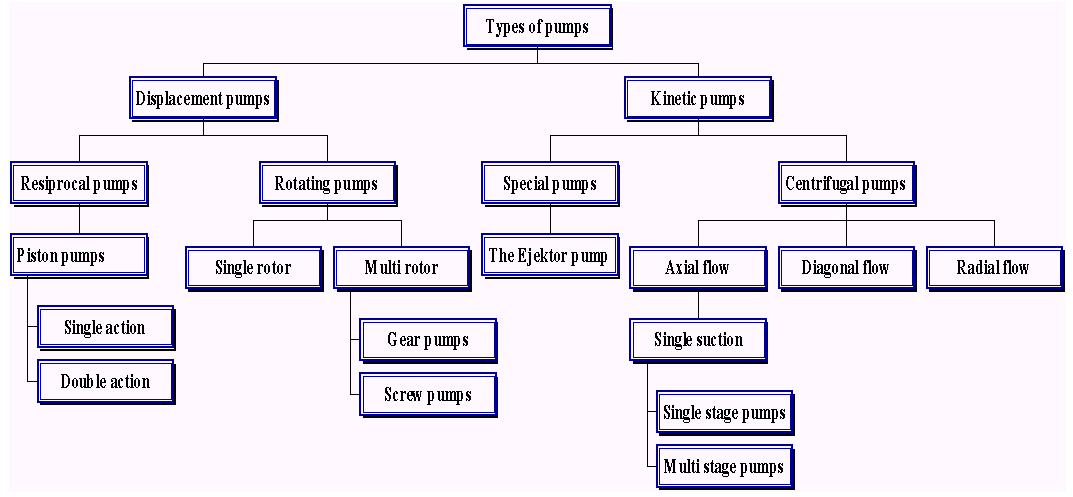 Types of pumps
Displacement pumps
Kinetic pumps
Resiprocal pumps
Rotating pumps
Special pumps
Centrifugal pumps
Piston pumps
Single rotor
Multi rotor
The Ejektor pump
Axial flow
Diagonal flow
Radial flow
Single action
Double action
Gear pumps
Screw pumps
Single suction
Single stage pumps
Multi stage pumps